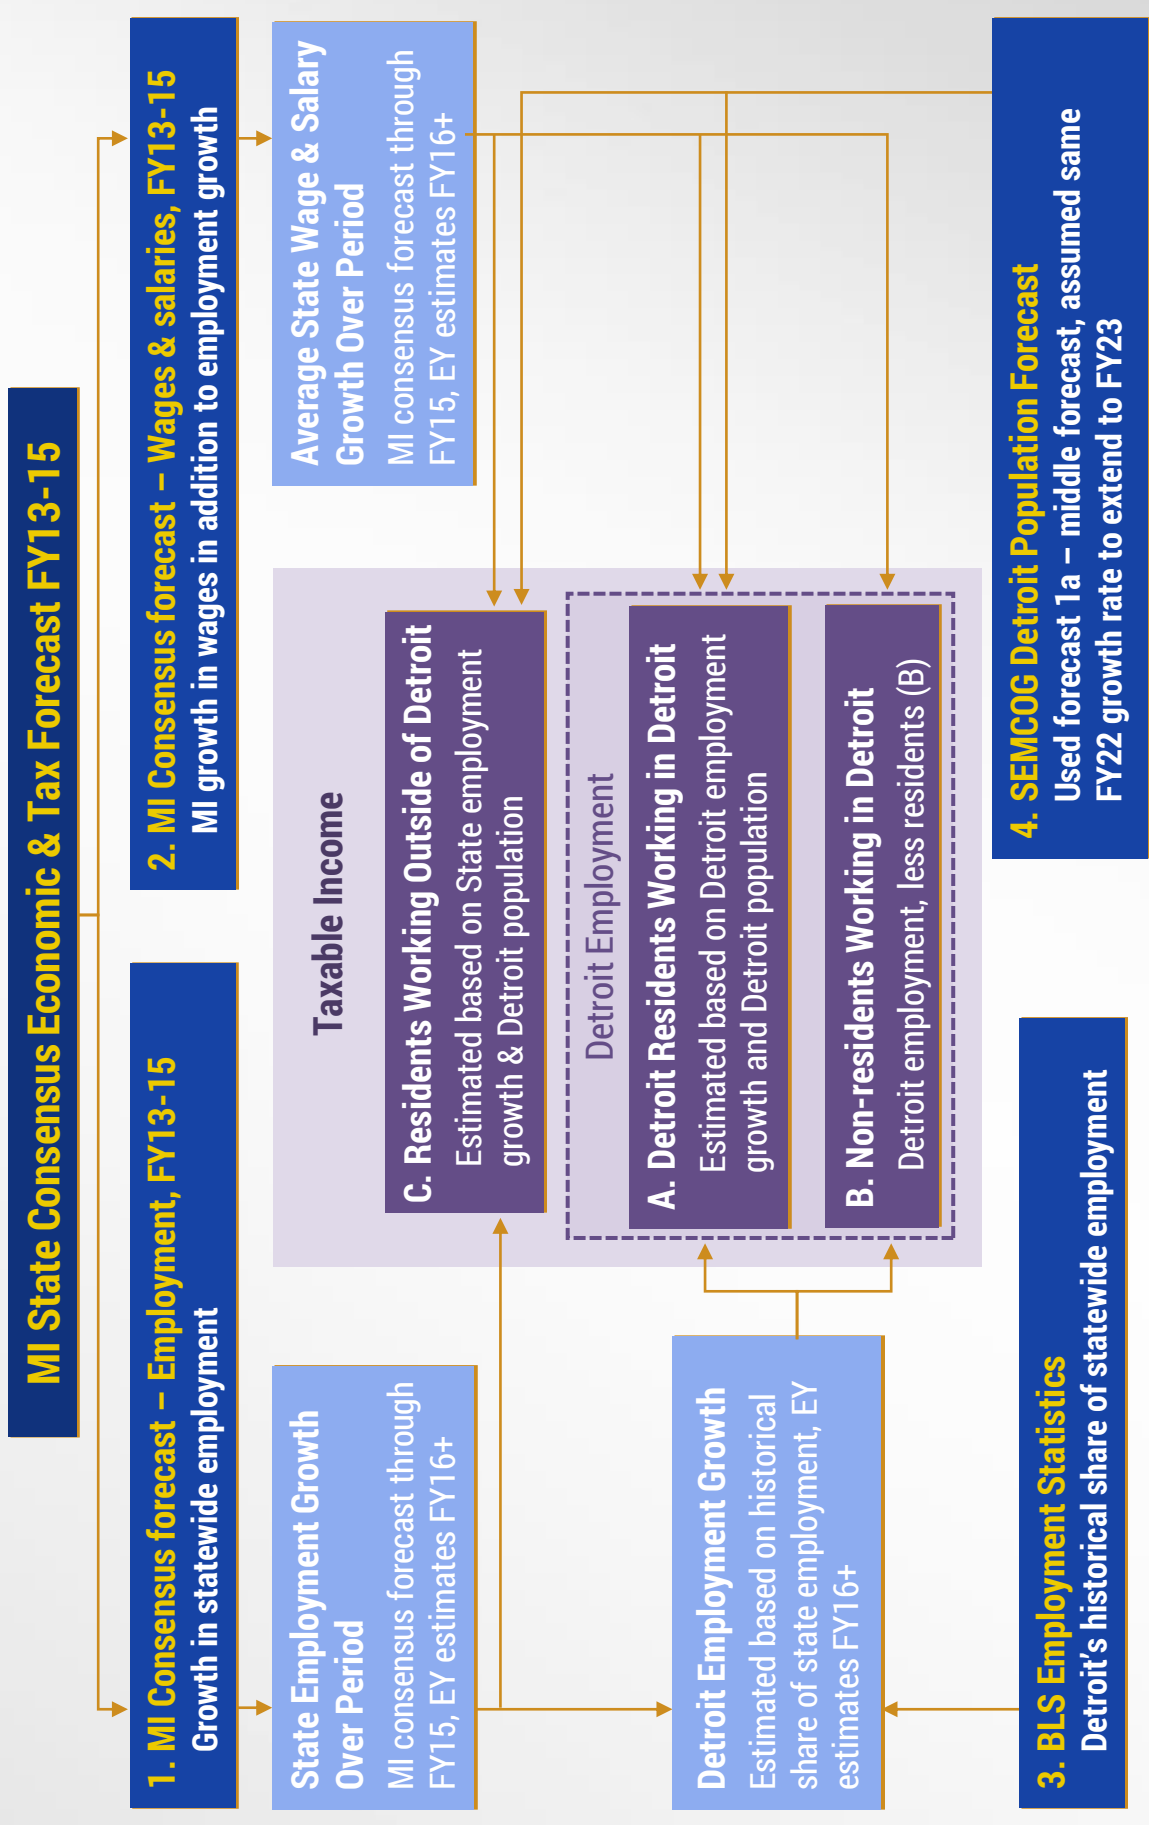 MI State Consensus Economic & Tax Forecast FY13-15
1. MI Consensus forecast – Employment, FY13-15
Growth in statewide employment
2. MI Consensus forecast – Wages & salaries, FY13-15
MI growth in wages in addition to employment growth
State Employment Growth
Over Period
MI consensus forecast through
FY15, EY estimates FY16+
Average State Wage & Salary
Growth Over Period
MI consensus forecast through
FY15, EY estimates FY16+
Taxable Income
C. Residents Working Outside of Detroit
Estimated based on State employment
growth & Detroit population
Detroit Employment
A. Detroit Residents Working in Detroit
Estimated based on Detroit employment
growth and Detroit population
B. Non-residents Working in Detroit
Detroit employment, less residents (B)
Detroit Employment Growth
Estimated based on historical
share of state employment, EY
estimates FY16+
3. BLS Employment Statistics
Detroit's historical share of statewide employment
4. SEMCOG Detroit Population Forecast
Used forecast 1a – middle forecast, assumed same
FY22 growth rate to extend to FY23